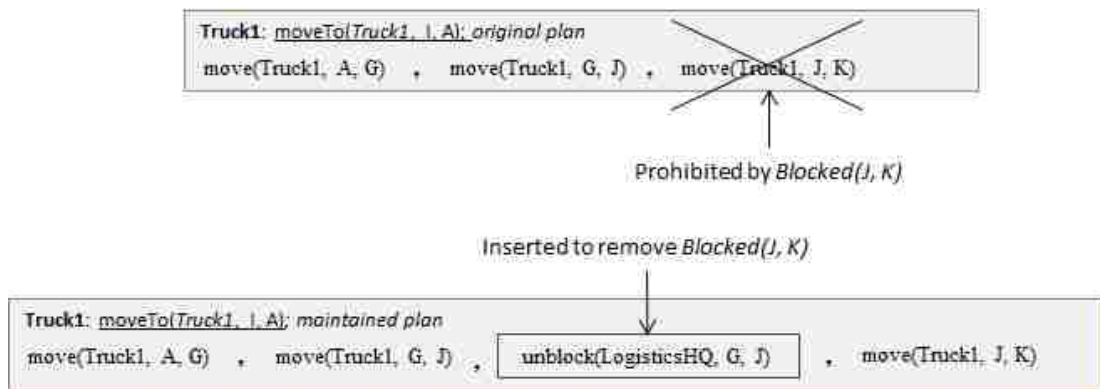 Truck1: moveTo(Truck1, I, A); original plan
move(Truck1, A, G) , move(Truck1, G, J) , move(Truck1, J, K)
Prohibited by Blocked(J, K)
Inserted to remove Blocked(J, K)
Truck1: moveTo(Truck1, I, A); maintained plan
move(Truck1, A, G) , move(Truck1, G, J) , unblock(LogisticsHQ, G, J) , move(Truck1, J, K)